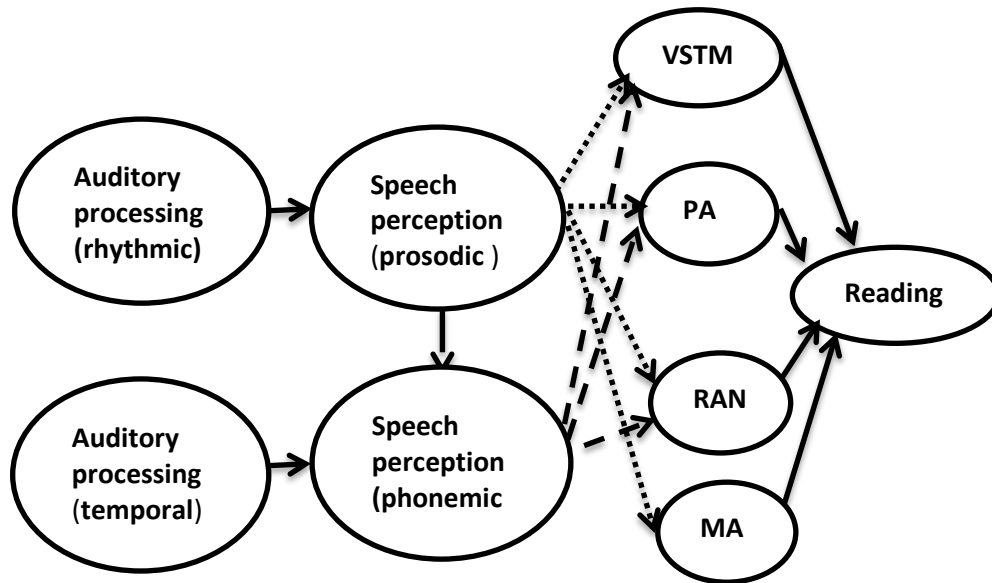 Auditory
processing
(rhythmic)
Speech
perception
(prosodic )
VSTM
PA
Reading
Auditory
processing
(temporal)
Speech
perception
(phonemic
RAN
MA